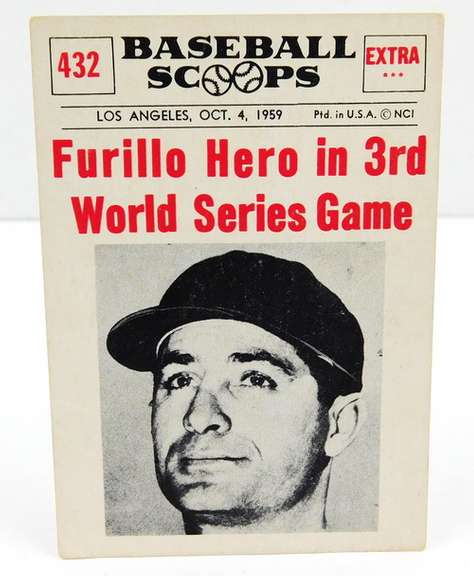 432
BASEBALL
SCOOPS
EXTRA
LOS ANGELES, OCT. 4, 1959 Ptd. in U.S.A. © NCI
Furillo Hero in 3rd
World Series Game